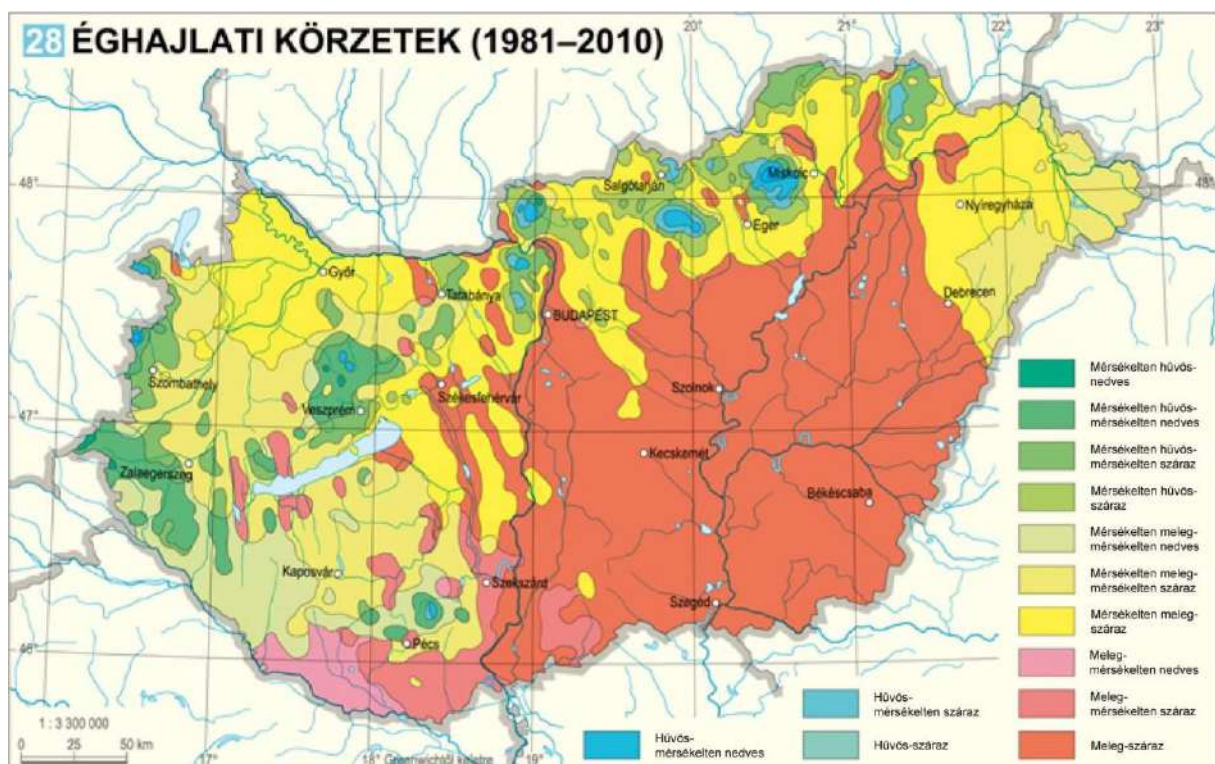 28 ÉGHAJLATI KÖRZETEK (1981–2010)
20°
21°
22°
23°
48°
48°
Salgótarján
Miskolc
Eger
Nyíregyháza
Győr
Tatabánya
BUDAPEST
Debrecen
Szombathely
Veszprém
Székesfehérvár
Szolnok
47°
Zalaegerszeg
Kecskemét
Békéscsaba
Kaposvár
Szekszárd
Szeged
Pécs
46°
Mérsékelten hűvös-
nedves
Mérsékelten hűvös-
mérsékelten nedves
Mérsékelten hűvös-
mérsékelten száraz
Mérsékelten hűvös-
száraz
Mérsékelten meleg-
mérsékelten nedves
Mérsékelten meleg-
mérsékelten száraz
Mérsékelten meleg-
száraz
Meleg-
mérsékelten nedves
Meleg-
mérsékelten száraz
Meleg-száraz
Hűvös-
mérsékelten száraz
Hűvös-száraz
Hűvös-
mérsékelten nedves
1 : 3 300 000
0 25 50 km
17°
18° Greenwichtől keletre
19°